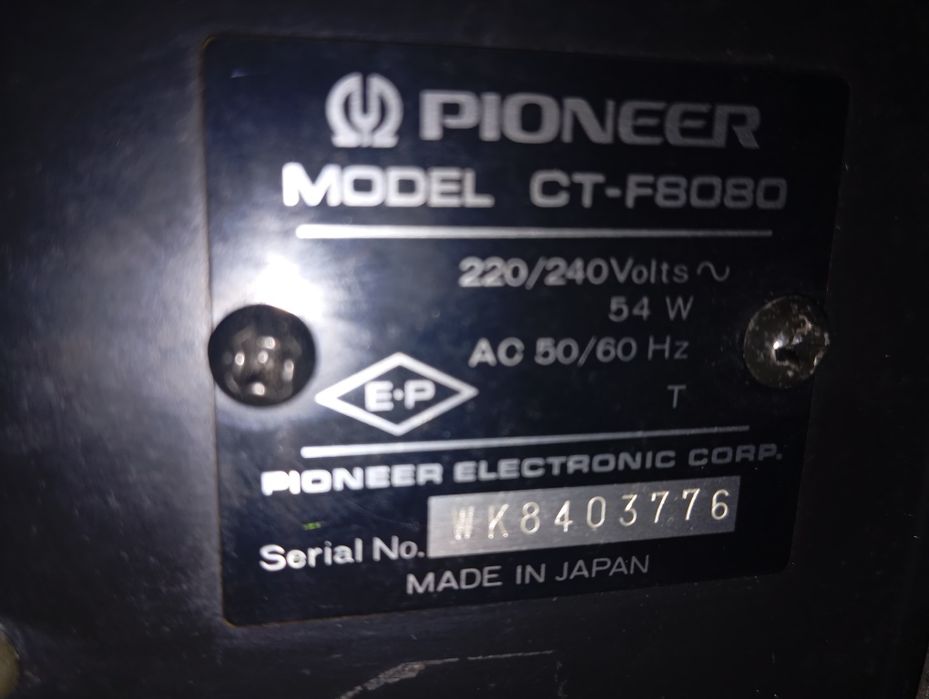 PIONEER
MODEL CT-F8080
220/240Volts ~
54 W
AC 50/60 Hz
T
E·P
PIONEER ELECTRONIC CORP.
Serial No. WK8403776
MADE IN JAPAN